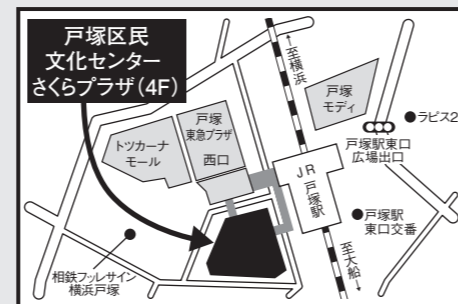 戸塚区民
文化センター
さくらプラザ(4F)
←至横浜
戸塚
モディ
●ラピス2
戸塚駅東口
広場出口
戸塚
東急プラザ
西口
トツカーナ
モール
JR
戸塚駅
●戸塚駅
東口交番
至大船→
相鉄フレッサイン
横浜戸塚